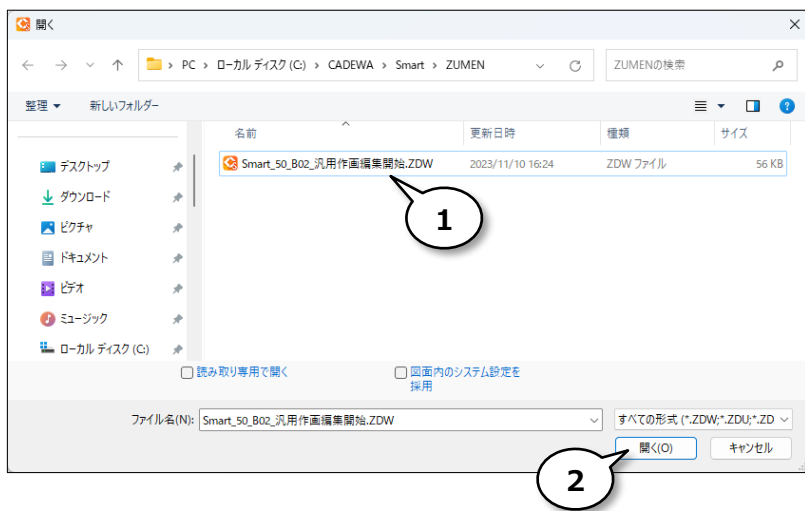 開く
PC › ローカル ディスク (C:) › CADEWA › Smart › ZUMEN
ZUMENの検索
整理 新しいフォルダー
名前 更新日時 種類 サイズ
Smart_50_B02_汎用作画編集開始.ZDW 2023/11/10 16:24 ZDW ファイル 56 KB
デスクトップ
ダウンロード
1
ピクチャ
ドキュメント
ビデオ
ミュージック
ローカル ディスク (C:)
読み取り専用で開く
図面内のシステム設定を
採用
ファイル名(N): Smart_50_B02_汎用作画編集開始.ZDW すべての形式 (*.ZDW;*.ZDU;*.ZD
開く(O) キャンセル
2